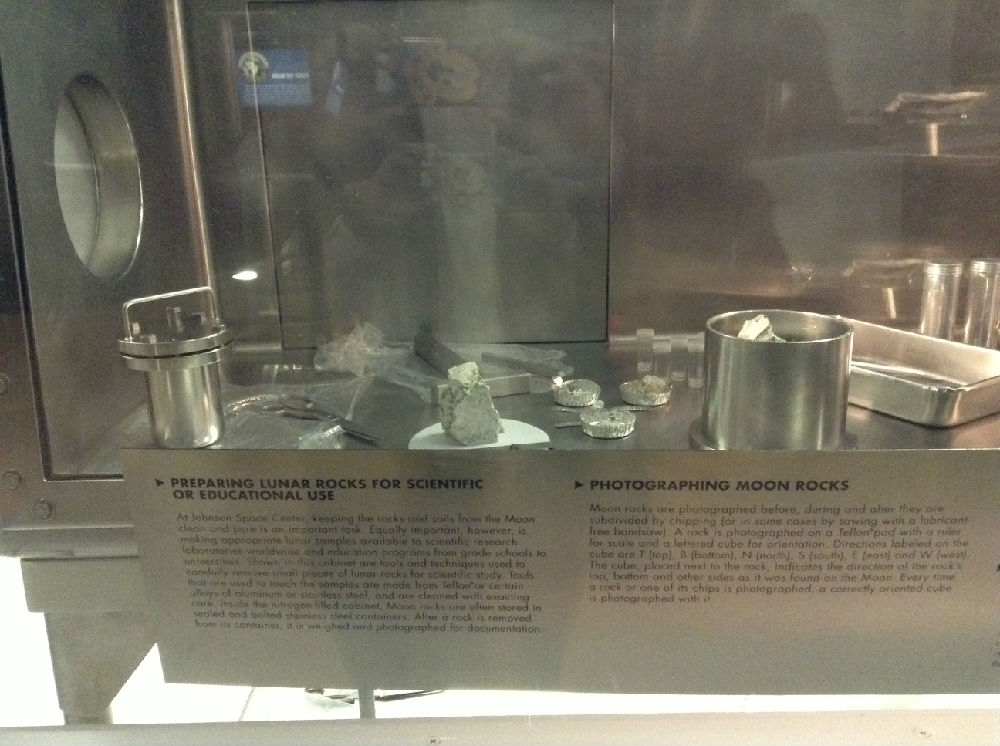 PREPARING LUNAR ROCKS FOR SCIENTIFIC
OR EDUCATIONAL USE
At Johnson Space Center, keeping the rocks and soils from the Moon
clean and pure is an important task. Equally important, however, is
making appropriate lunar samples available to scientific research
laboratories worldwide and education programs from grade schools to
universities. Shown in this cabinet are tools and techniques used to
carefully remove small pieces of lunar rocks for scientific study. Tools
that are used to touch the samples are made from Teflon® or certain
alloys of aluminum or stainless steel, and are cleaned with exacting
care. Inside the nitrogen-filled cabinet, Moon rocks are often stored in
sealed and bolted stainless steel containers. After a rock is removed
from its container, it is weighed and photographed for documentation.
PHOTOGRAPHING MOON ROCKS
Moon rocks are photographed before, during and after they are
subdivided by chipping (or in some cases by sawing with a lubricant-
free bandsaw). A rock is photographed on a Teflon® pad with a ruler
for scale and a lettered cube for orientation. Directions labeled on the
cube are T (top), B (bottom), N (north), S (south), E (east) and W (west).
The cube, placed next to the rock, indicates the direction of the rock's
top, bottom and other sides as it was found on the Moon. Every time
a rock or one of its chips is photographed, a correctly oriented cube
is photographed with it.